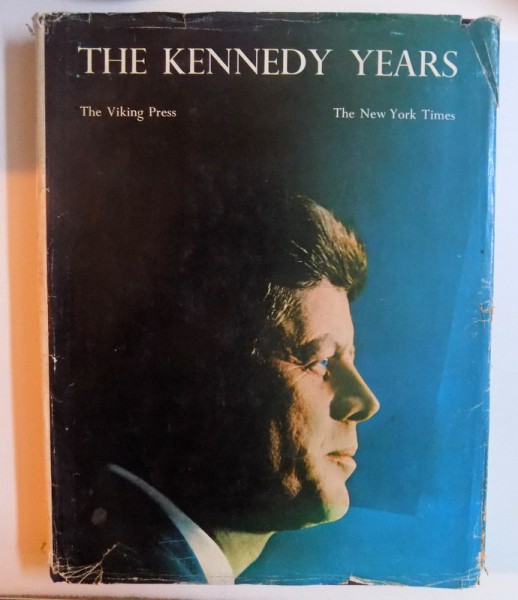 THE KENNEDY YEARS
The Viking Press The New York Times